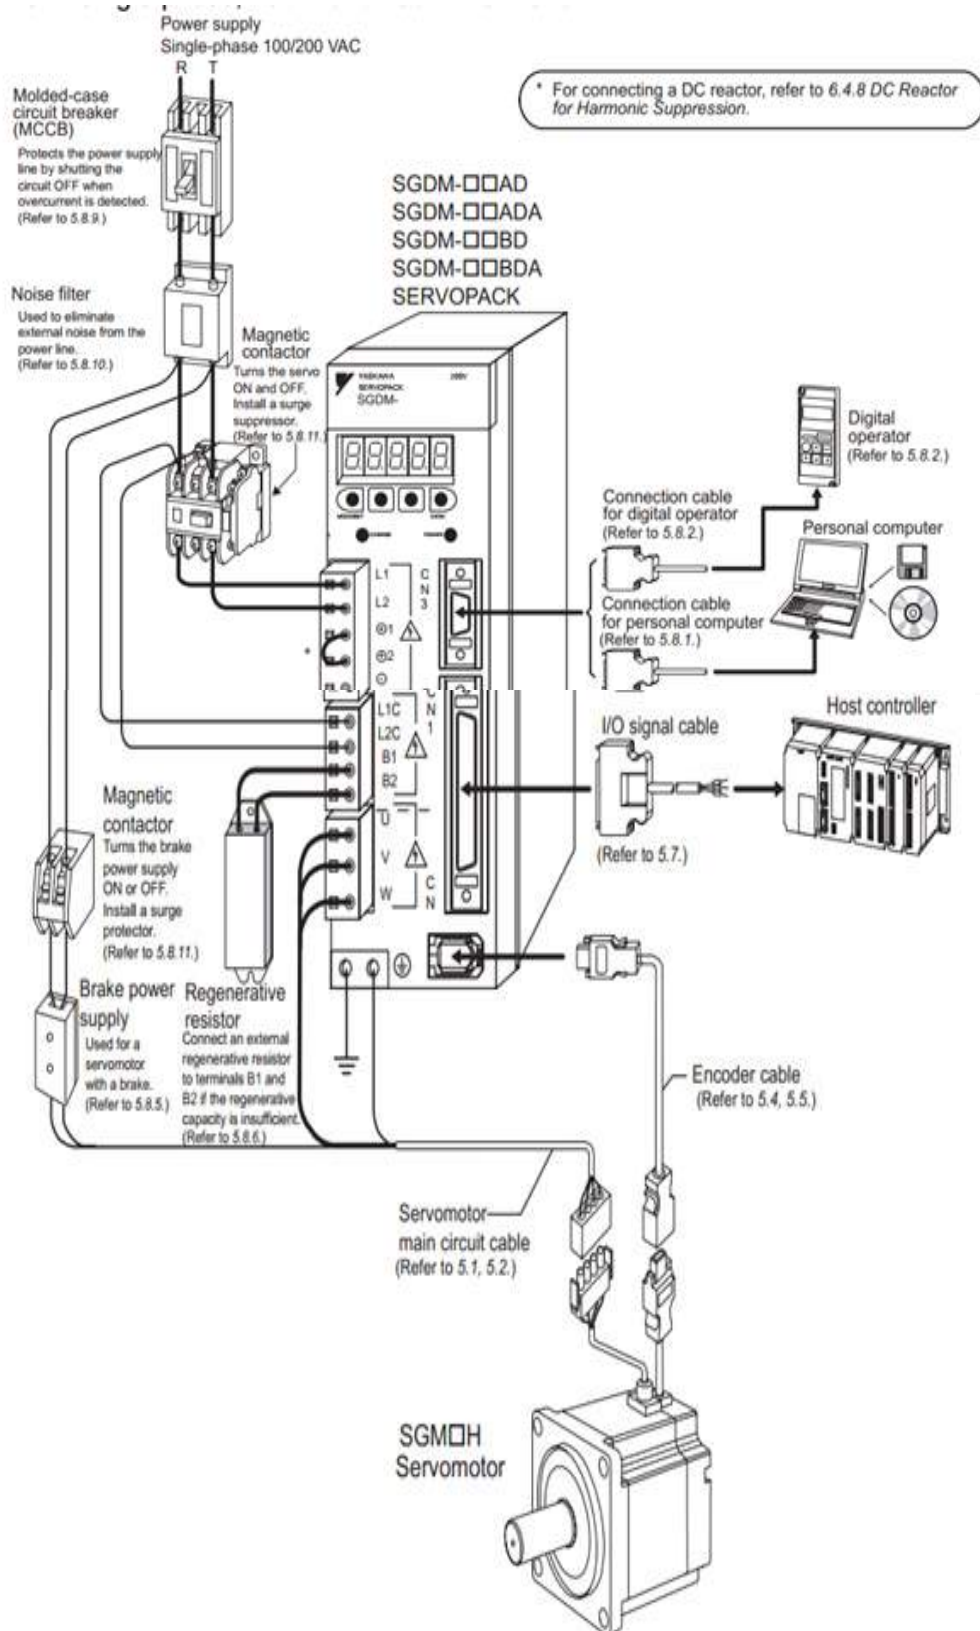 Power supply
Single-phase 100/200 VAC
R T
Molded-case
circuit breaker
(MCCB)
Protects the power supply
line by shutting the
circuit OFF when
overcurrent is detected.
(Refer to 5.8.9.)
* For connecting a DC reactor, refer to 6.4.8 DC Reactor
for Harmonic Suppression.
SGDM-□□AD
SGDM-□□ADA
SGDM-□□BD
SGDM-□□BDA
SERVOPACK
Noise filter
Used to eliminate
external noise from the
power line.
(Refer to 5.8.10.)
Magnetic
contactor
Turns the servo
ON and OFF.
Install a surge
suppressor.
(Refer to 5.8.11.)
YASKAWA 200V
SERVOPACK
SGDM-
Digital
operator
(Refer to 5.8.2.)
Connection cable
for digital operator
(Refer to 5.8.2.)
Personal computer
Connection cable
for personal computer
(Refer to 5.8.1.)
CHARGE POWER
L1
L2
⊕1
⊕2
⊖
*
C
N
3
L1C
L2C
B1
B2
C
N
1
U
V
W
C
N
I/O signal cable
(Refer to 5.7.)
Host controller
Magnetic
contactor
Turns the brake
power supply
ON or OFF.
Install a surge
protector.
(Refer to 5.8.11.)
Brake power
supply
Used for a
servomotor
with a brake.
(Refer to 5.8.5.)
Regenerative
resistor
Connect an external
regenerative resistor
to terminals B1 and
B2 if the regenerative
capacity is insufficient.
(Refer to 5.8.6.)
Encoder cable
(Refer to 5.4, 5.5.)
Servomotor
main circuit cable
(Refer to 5.1, 5.2.)
SGM□H
Servomotor